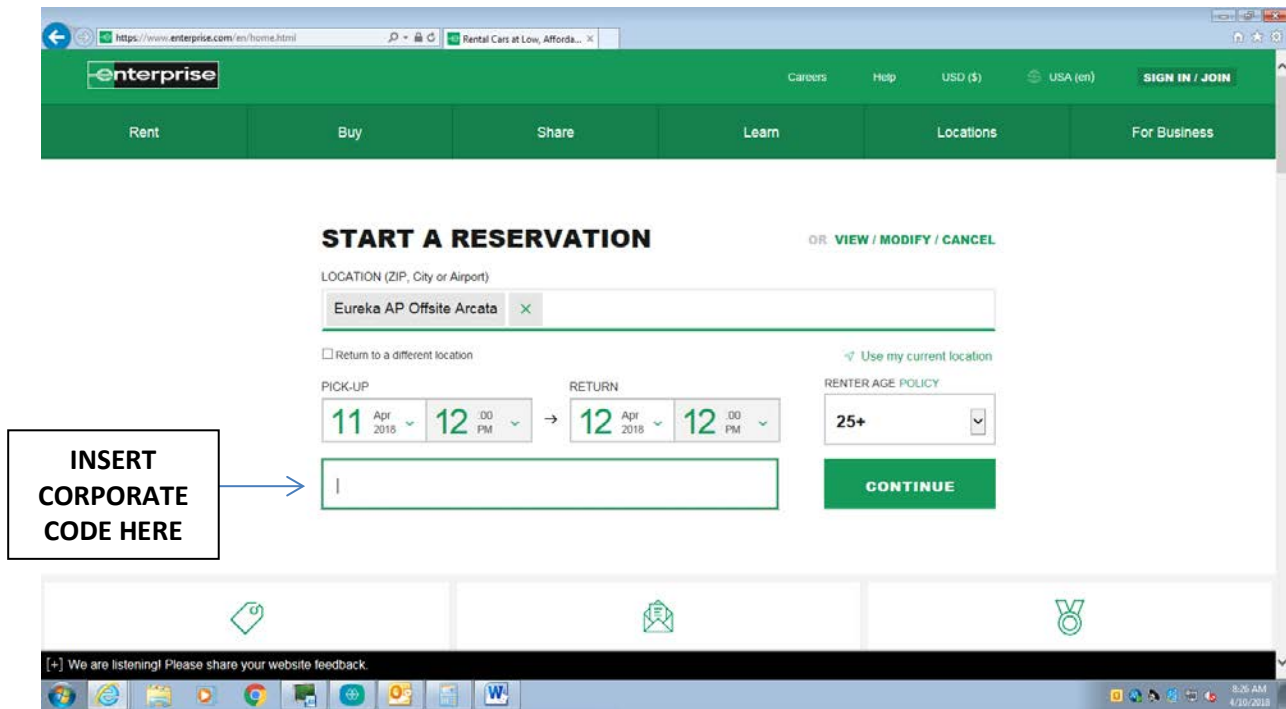 https://www.enterprise.com/en/home.html
Rental Cars at Low, Afforda...
enterprise
Careers Help USD ($) USA (en) SIGN IN / JOIN
Rent Buy Share Learn Locations For Business
START A RESERVATION
OR VIEW / MODIFY / CANCEL
LOCATION (ZIP, City or Airport)
Eureka AP Offsite Arcata
Return to a different location
Use my current location
PICK-UP RETURN RENTER AGE POLICY
11 Apr 2018 12 :00 PM → 12 Apr 2018 12 :00 PM 25+
INSERT
CORPORATE
CODE HERE
CONTINUE
[+] We are listening! Please share your website feedback.
8:26 AM
4/10/2018